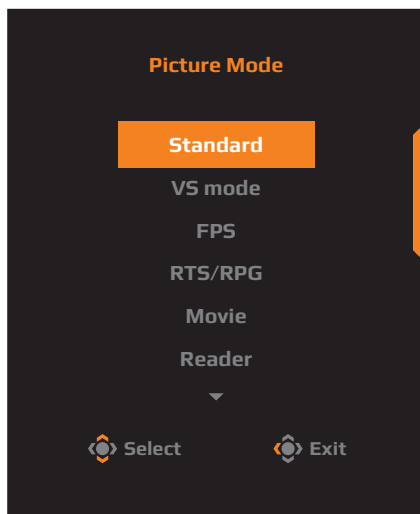 Picture Mode
Standard
VS mode
FPS
RTS/RPG
Movie
Reader
Select Exit